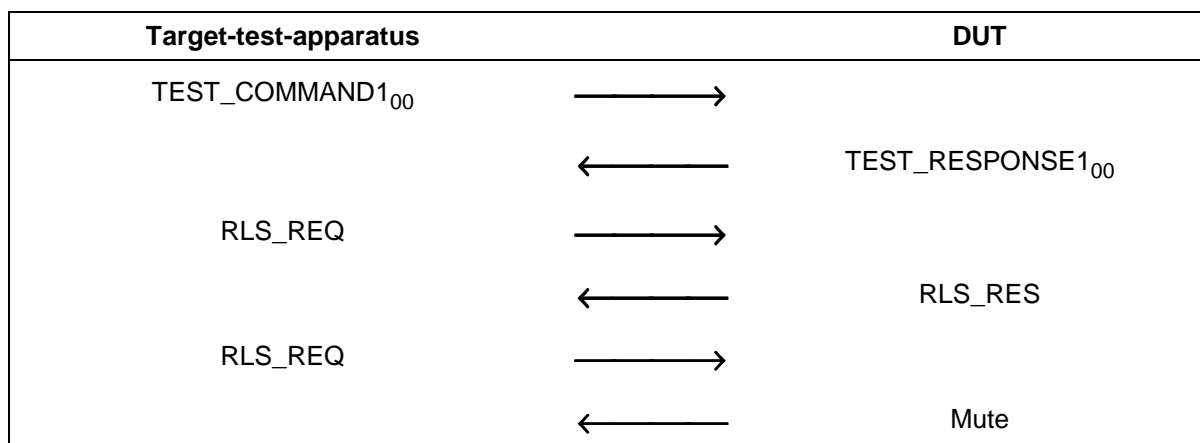 Target-test-apparatus DUT
TEST_COMMAND1₀₀
TEST_RESPONSE1₀₀
RLS_REQ
RLS_RES
RLS_REQ
Mute